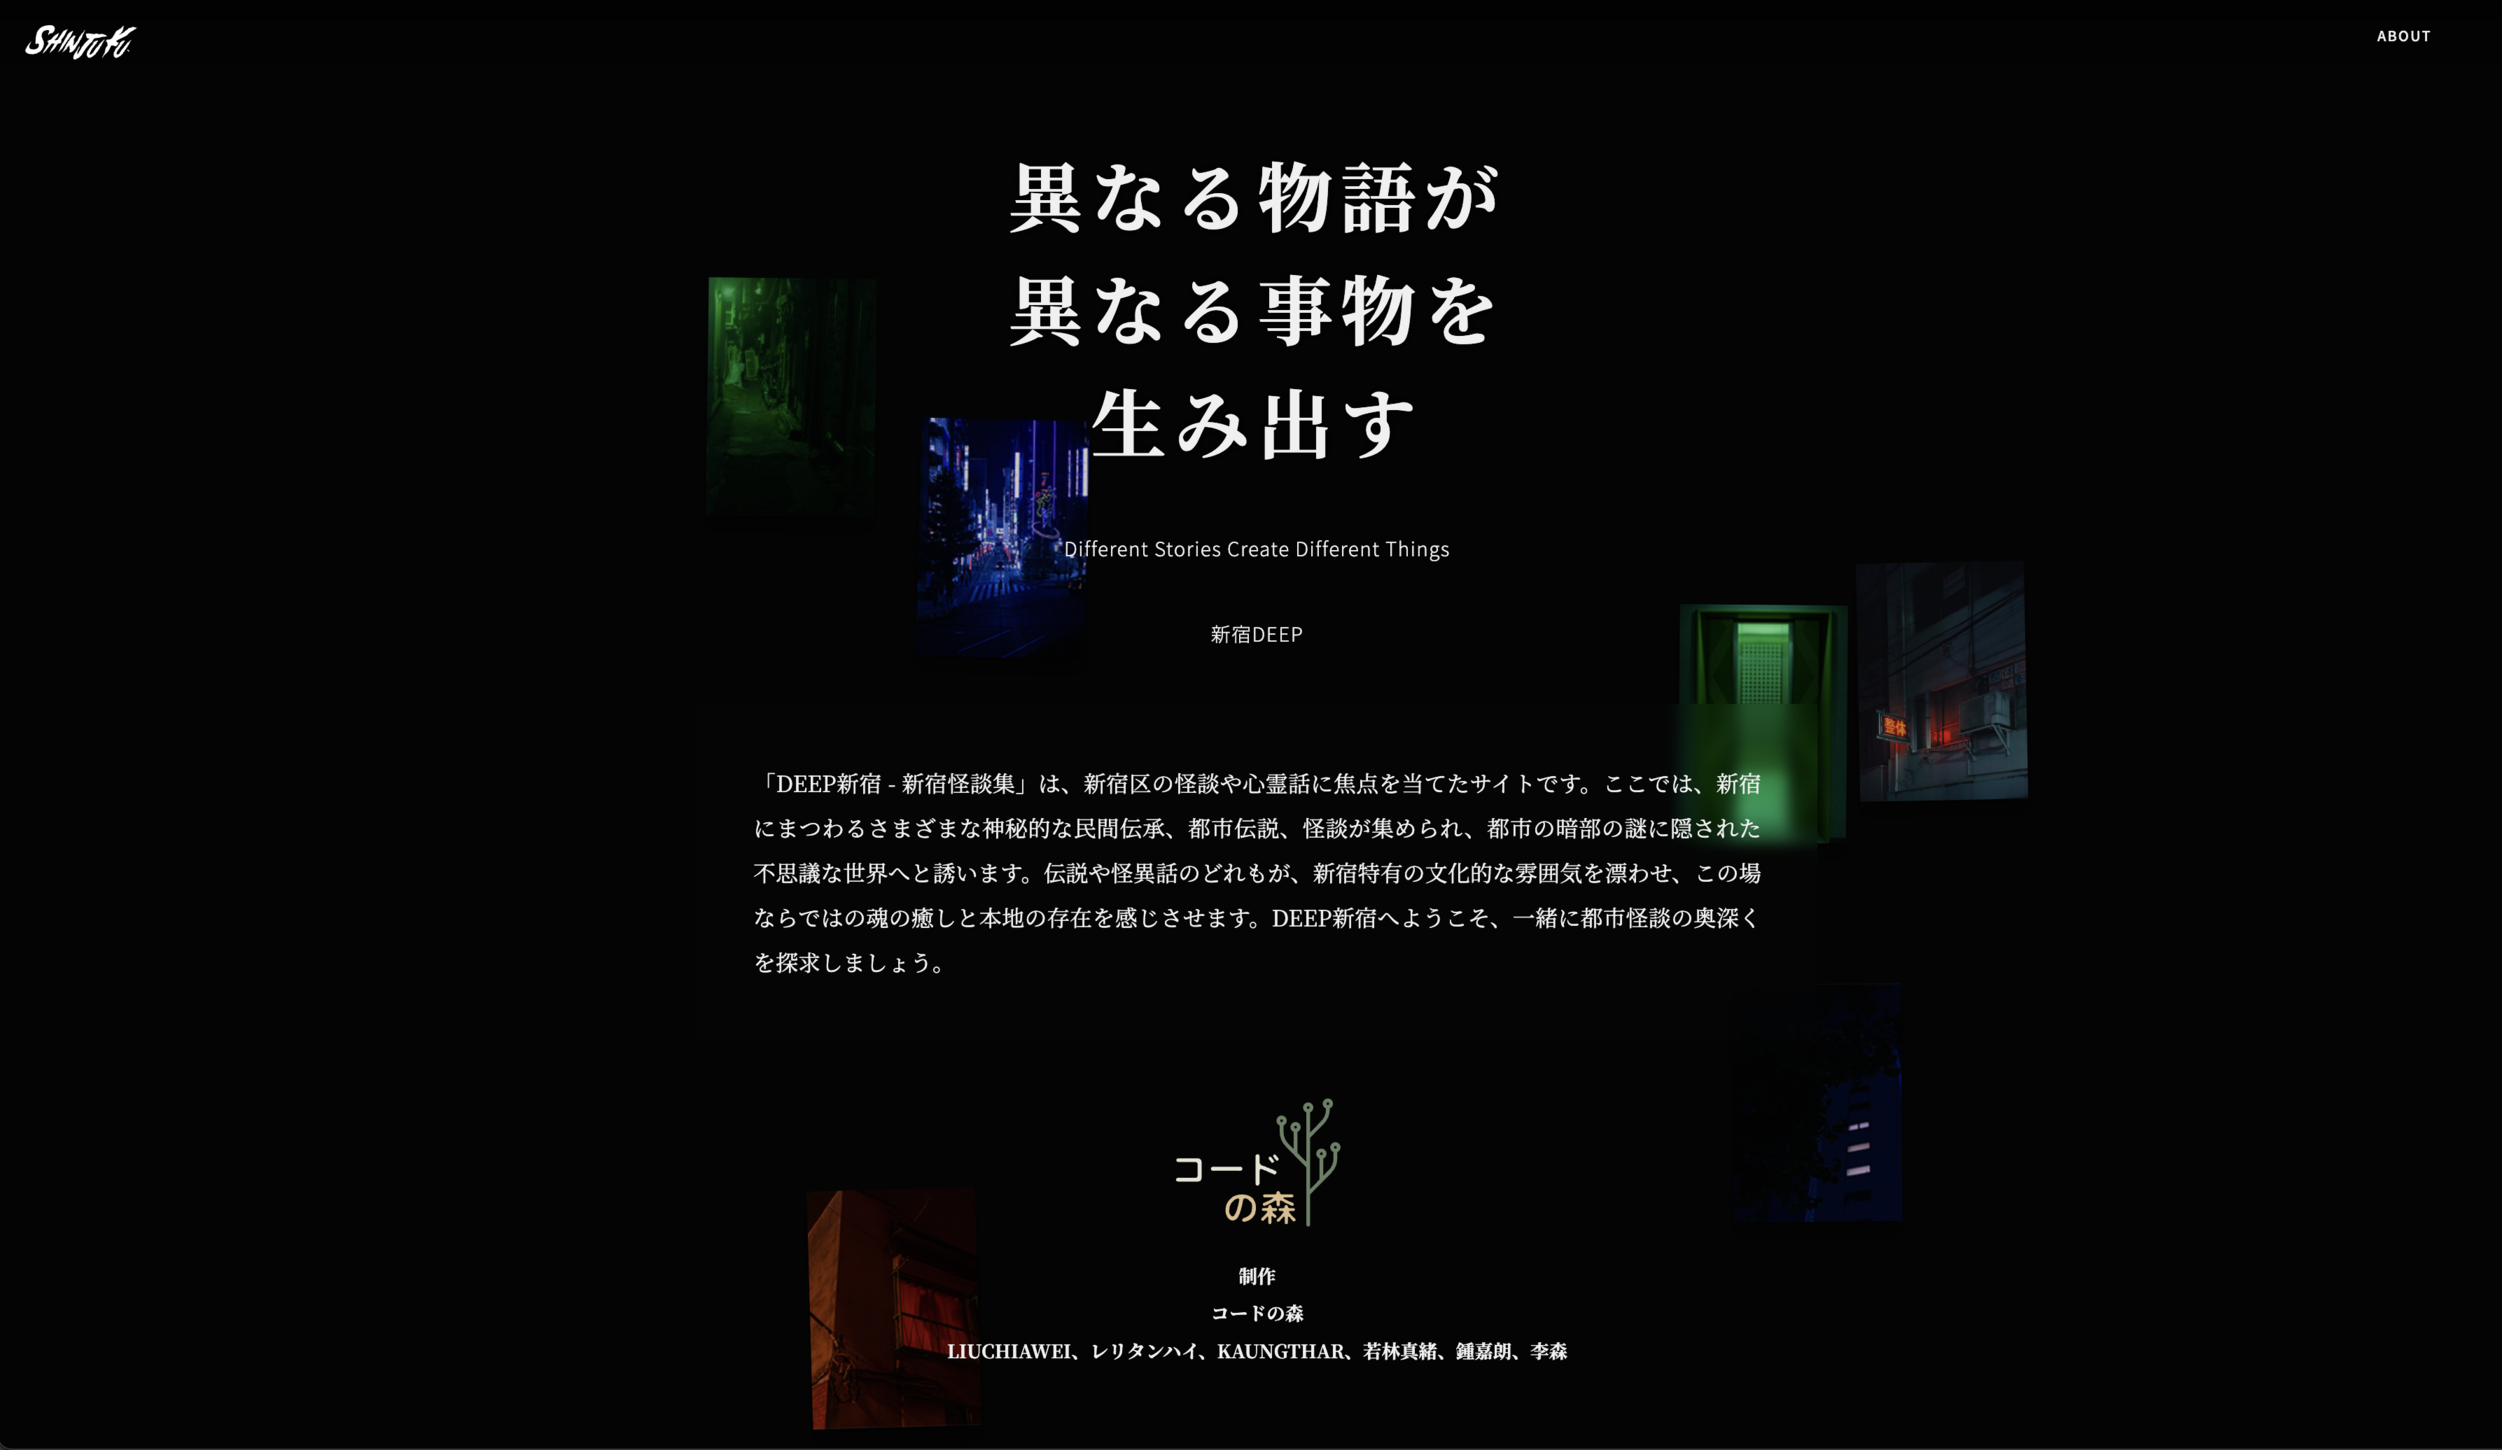 SHINJUKU
ABOUT
異なる物語が
異なる事物を
生み出す
Different Stories Create Different Things
新宿DEEP
整体
「DEEP新宿 - 新宿怪談集」は、新宿区の怪談や心霊話に焦点を当てたサイトです。ここでは、新宿
にまつわるさまざまな神秘的な民間伝承、都市伝説、怪談が集められ、都市の暗部の謎に隠された
不思議な世界へと誘います。伝説や怪異話のどれもが、新宿特有の文化的な雰囲気を漂わせ、この場
ならではの魂の癒しと本地の存在を感じさせます。DEEP新宿へようこそ、一緒に都市怪談の奥深く
を探求しましょう。
コード
の森
制作
コードの森
LIUCHIAWEI、レリタンハイ、KAUNGTHAR、若林真緒、鍾嘉朗、李森